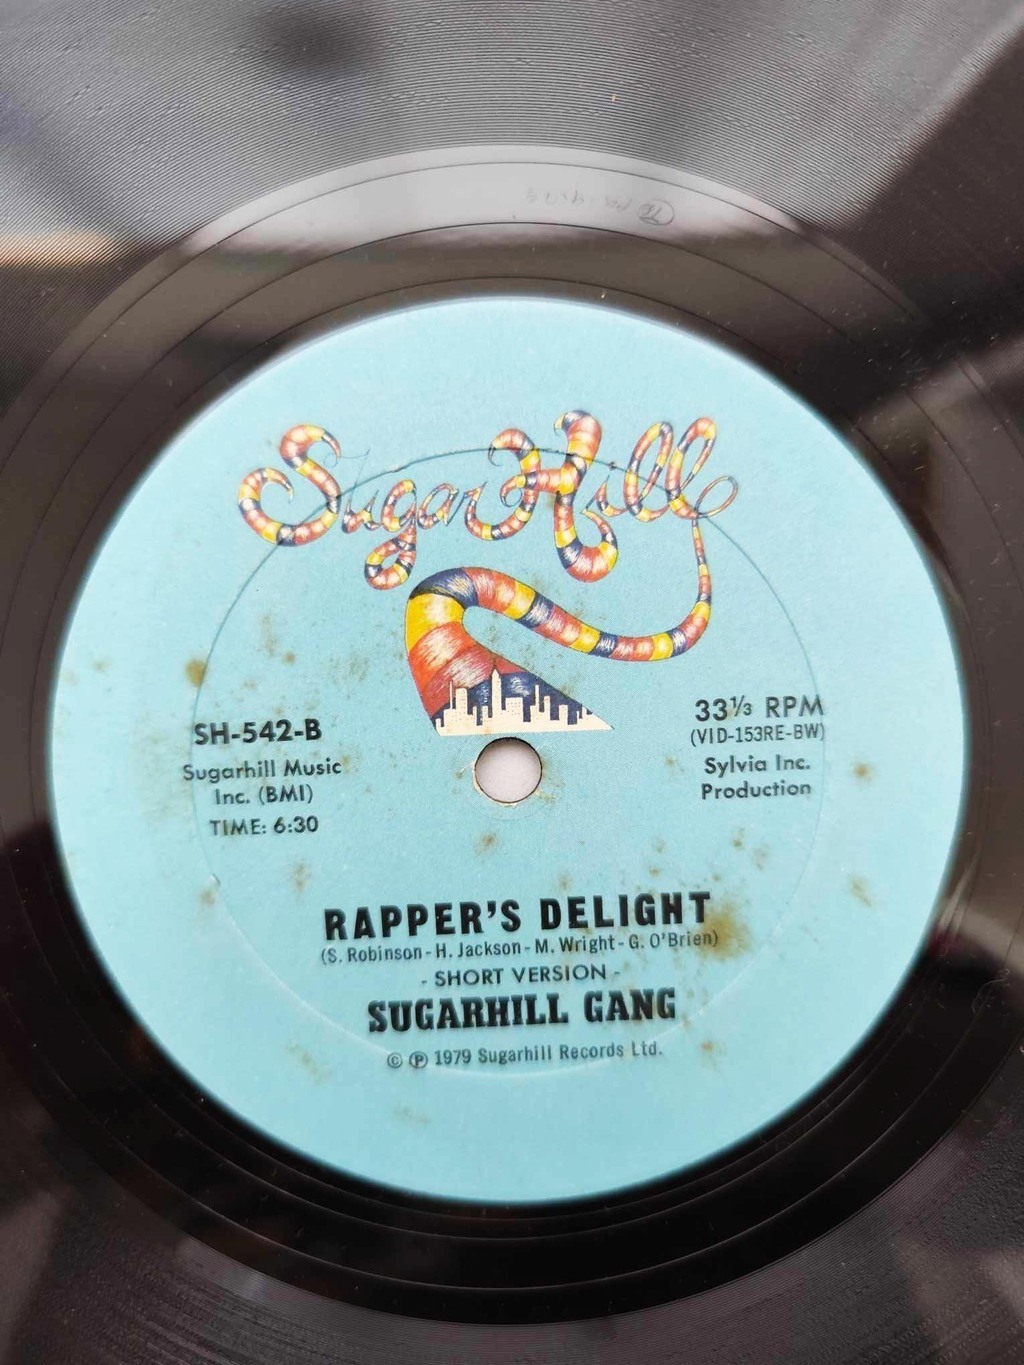 Sugar Hill
SH-542-B
Sugarhill Music
Inc. (BMI)
TIME: 6:30
33⅓ RPM
(VID-153RE-BW)
Sylvia Inc.
Production
RAPPER'S DELIGHT
(S. Robinson - H. Jackson - M. Wright - G. O'Brien)
- SHORT VERSION -
SUGARHILL GANG
© ℗ 1979 Sugarhill Records Ltd.